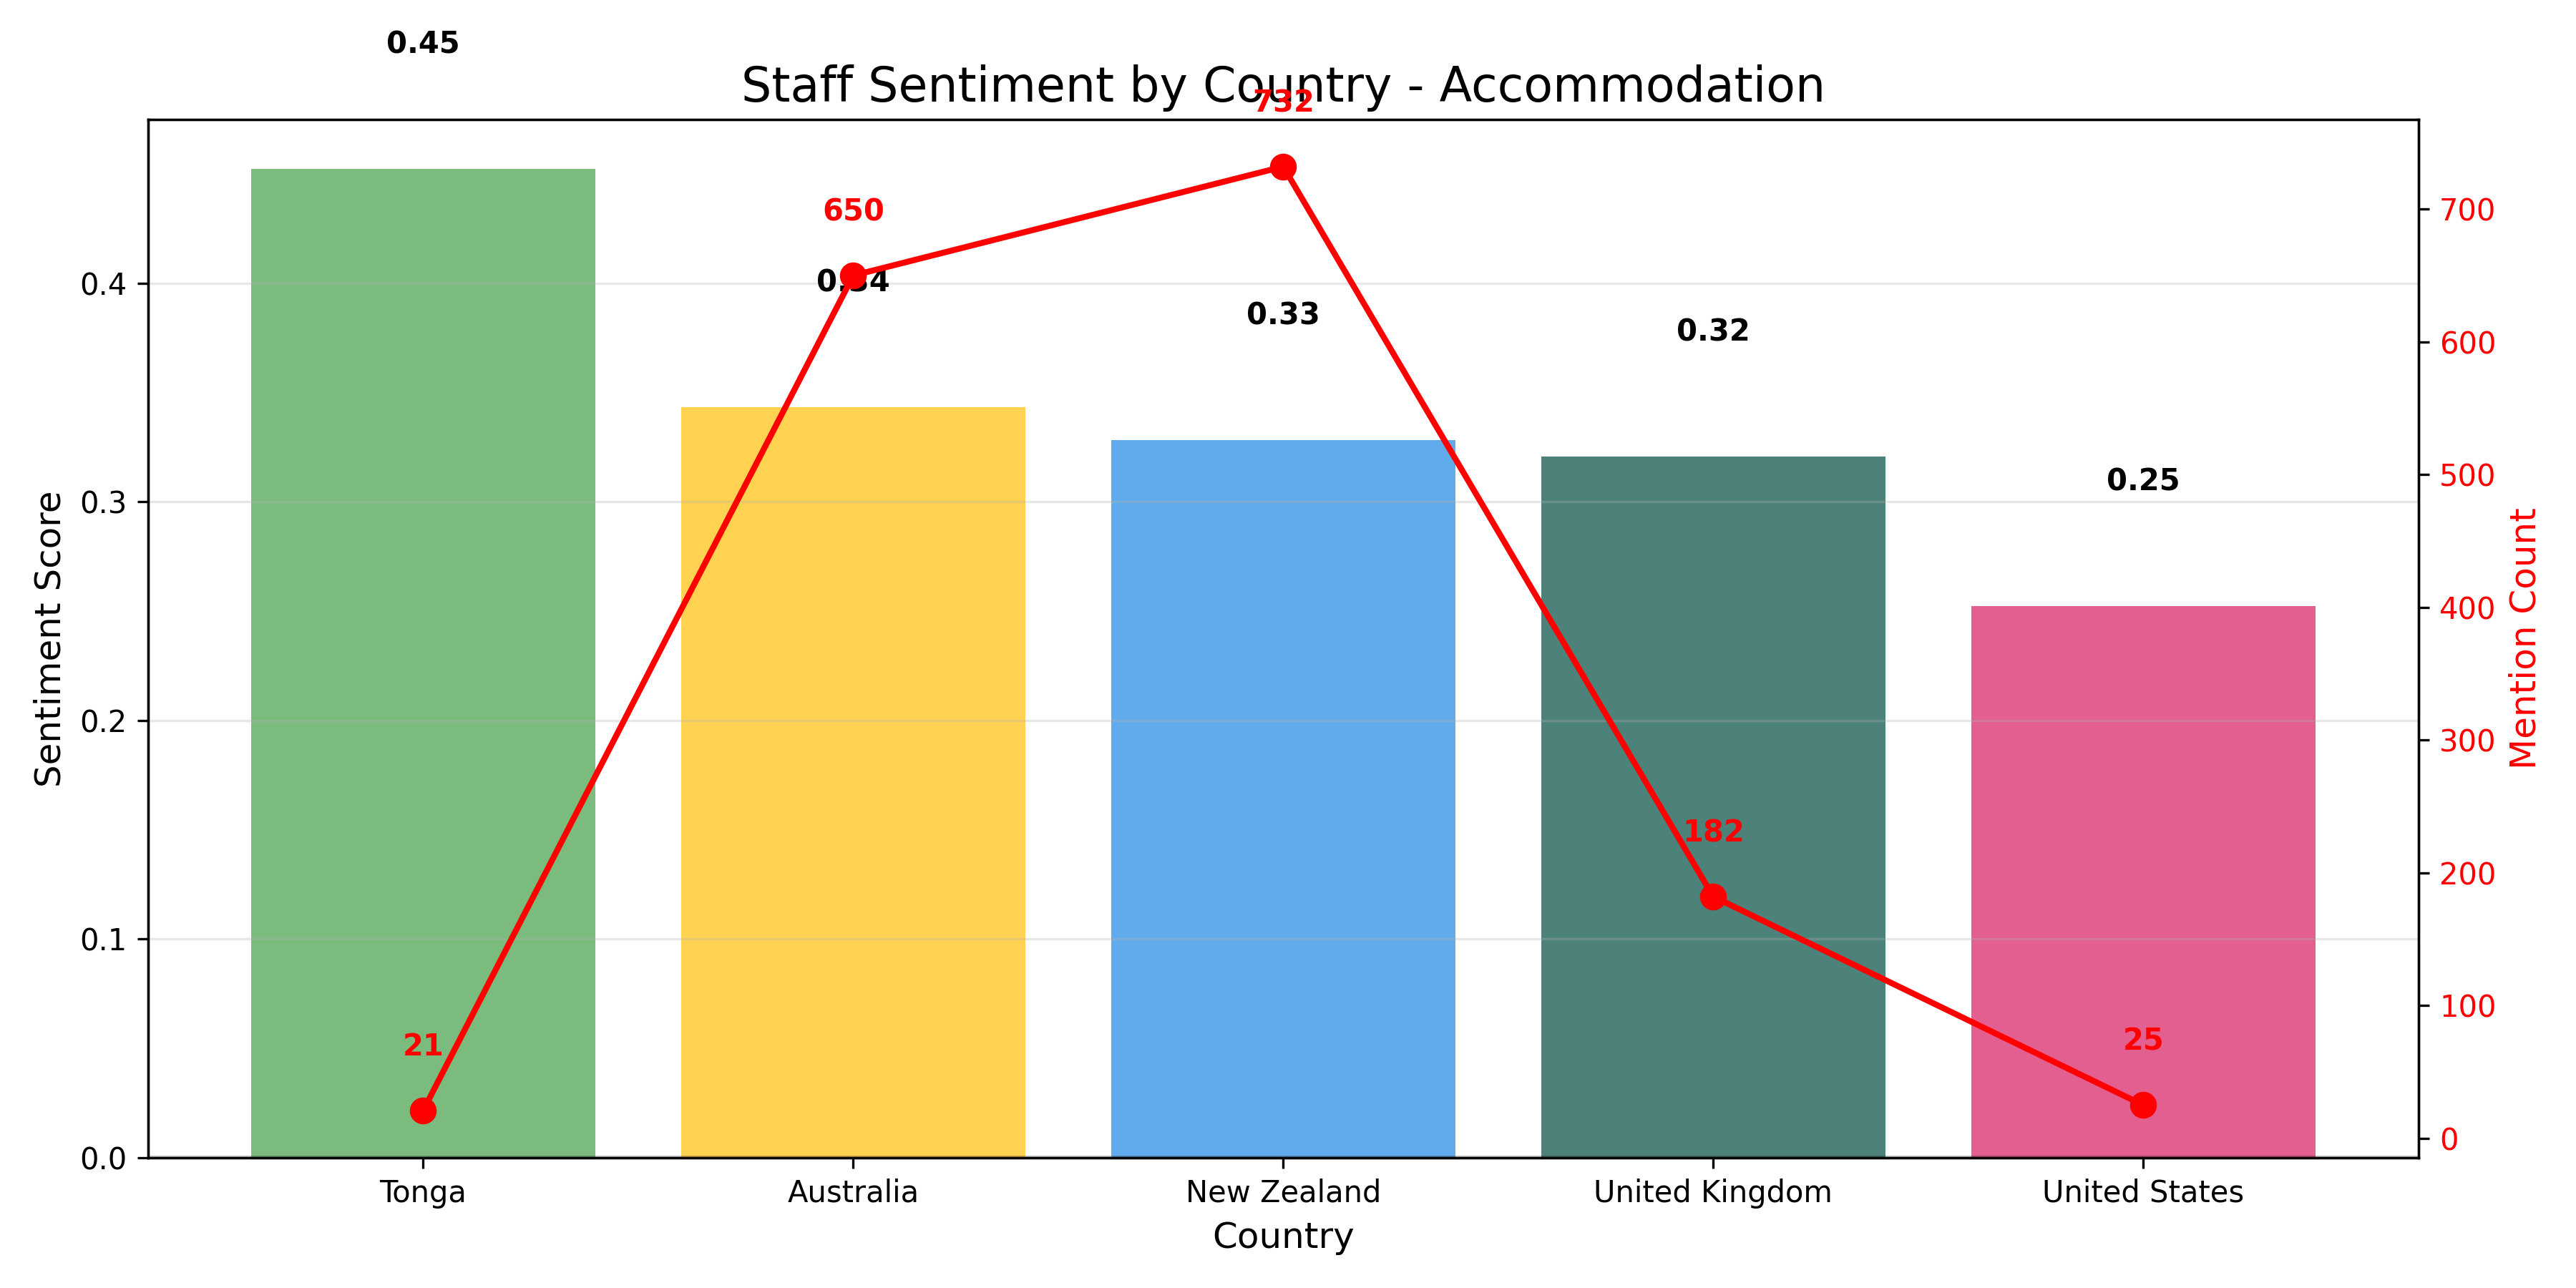 0.45
Staff Sentiment by Country - Accommodation
732
650
0.34
0.33
0.32
0.25
182
21
25
Sentiment Score
0.4
0.3
0.2
0.1
0.0
700
600
500
400
300
200
100
0
Mention Count
Tonga
Australia
New Zealand
United Kingdom
United States
Country